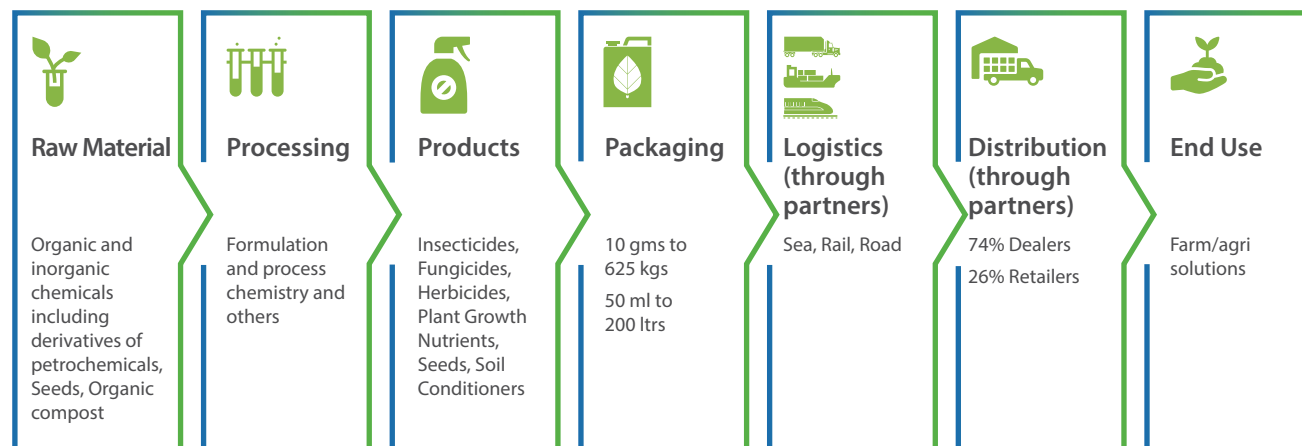 Raw Material
Organic and
inorganic
chemicals
including
derivatives of
petrochemicals,
Seeds, Organic
compost
Processing
Formulation
and process
chemistry and
others
Products
Insecticides,
Fungicides,
Herbicides,
Plant Growth
Nutrients,
Seeds, Soil
Conditioners
Packaging
10 gms to
625 kgs
50 ml to
200 ltrs
Logistics
(through
partners)
Sea, Rail, Road
Distribution
(through
partners)
74% Dealers
26% Retailers
End Use
Farm/agri
solutions